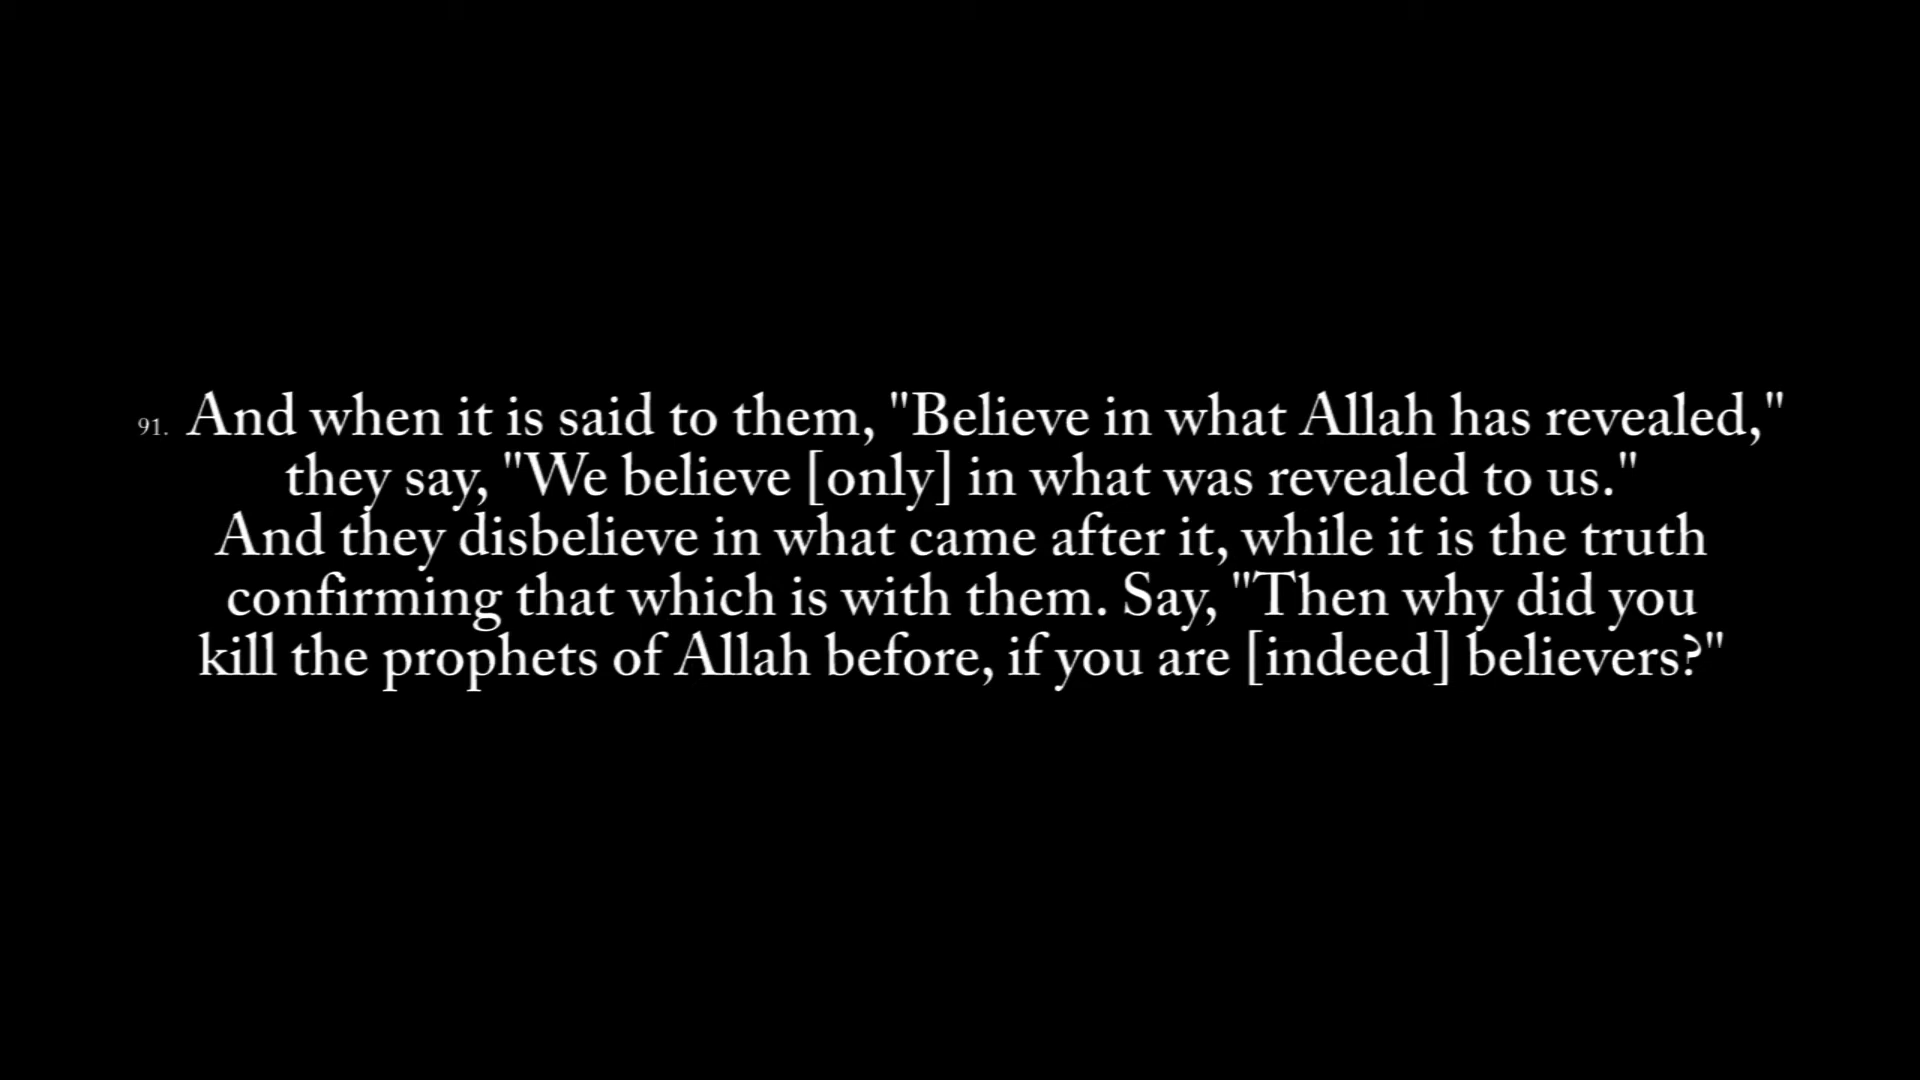 91. And when it is said to them, "Believe in what Allah has revealed,"
they say, "We believe [only] in what was revealed to us."
And they disbelieve in what came after it, while it is the truth
confirming that which is with them. Say, "Then why did you
kill the prophets of Allah before, if you are [indeed] believers?"